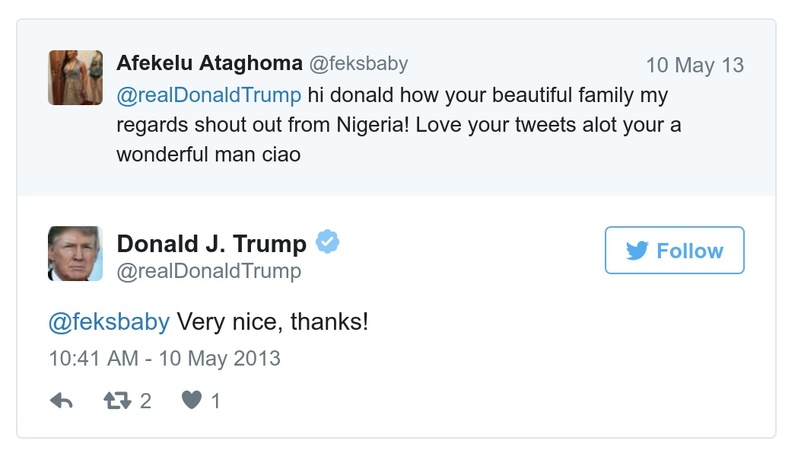 Afekelu Ataghoma @feksbaby 10 May 13
@realDonaldTrump hi donald how your beautiful family my
regards shout out from Nigeria! Love your tweets alot your a
wonderful man ciao
Donald J. Trump
@realDonaldTrump
Follow
@feksbaby Very nice, thanks!
10:41 AM - 10 May 2013
2 1